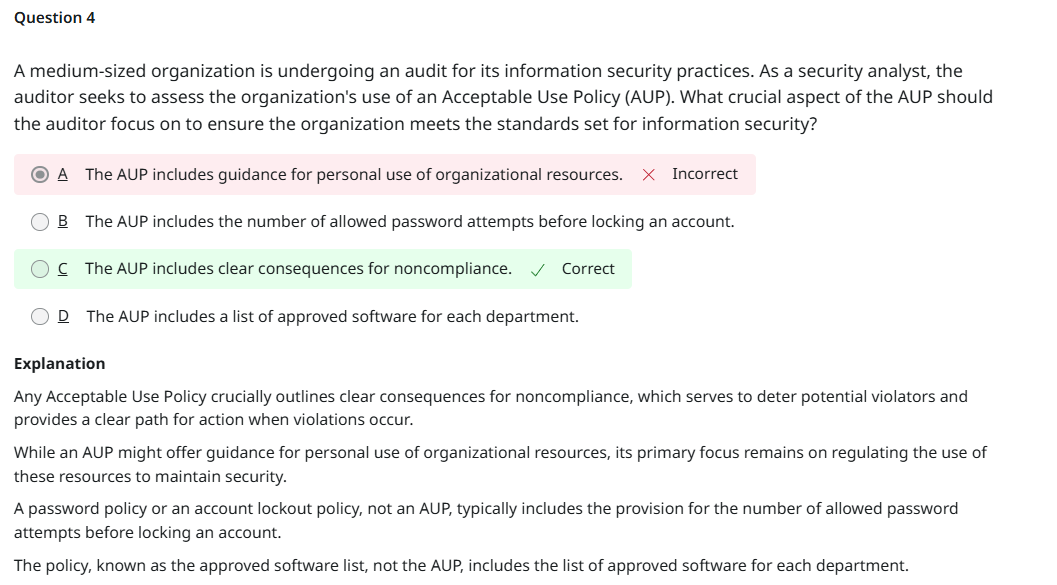 Question 4
A medium-sized organization is undergoing an audit for its information security practices. As a security analyst, the
auditor seeks to assess the organization's use of an Acceptable Use Policy (AUP). What crucial aspect of the AUP should
the auditor focus on to ensure the organization meets the standards set for information security?
A The AUP includes guidance for personal use of organizational resources. Incorrect
B The AUP includes the number of allowed password attempts before locking an account.
C The AUP includes clear consequences for noncompliance. Correct
D The AUP includes a list of approved software for each department.
Explanation
Any Acceptable Use Policy crucially outlines clear consequences for noncompliance, which serves to deter potential violators and
provides a clear path for action when violations occur.
While an AUP might offer guidance for personal use of organizational resources, its primary focus remains on regulating the use of
these resources to maintain security.
A password policy or an account lockout policy, not an AUP, typically includes the provision for the number of allowed password
attempts before locking an account.
The policy, known as the approved software list, not the AUP, includes the list of approved software for each department.